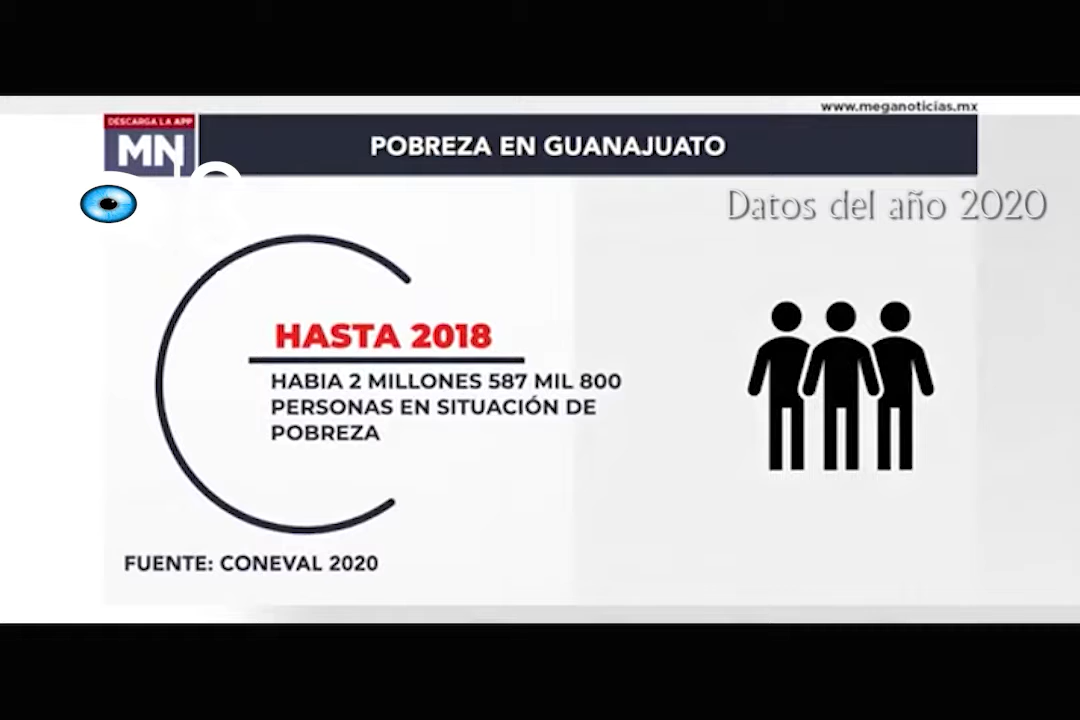 www.meganoticias.mx
DESCARGA LA APP
MN
POBREZA EN GUANAJUATO
Datos del año 2020
HASTA 2018
HABIA 2 MILLONES 587 MIL 800
PERSONAS EN SITUACIÓN DE
POBREZA
FUENTE: CONEVAL 2020